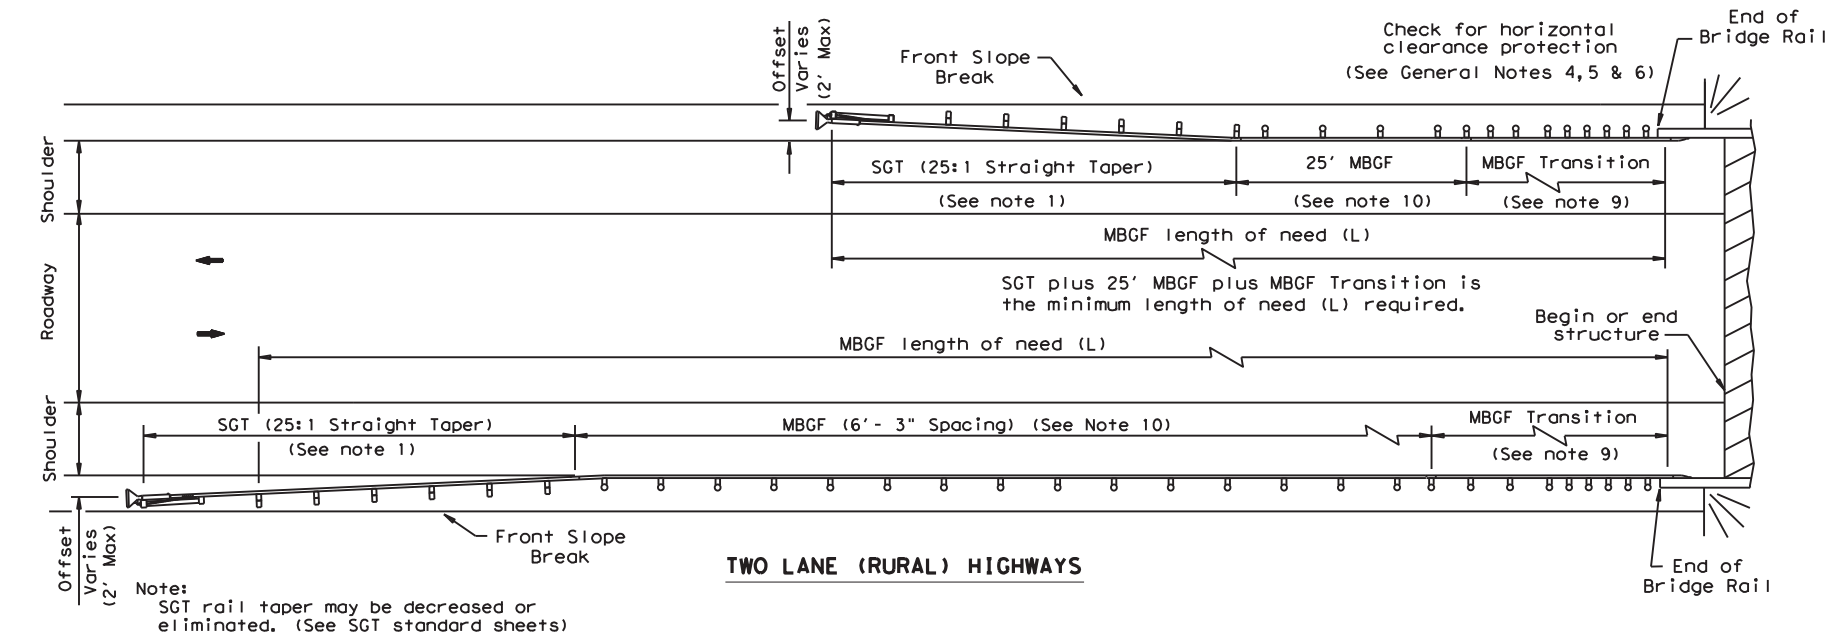 Offset
Varies
(2' Max)
Front Slope
Break
Check for horizontal
clearance protection
(See General Notes 4,5 & 6)
End of
Bridge Rail
Shoulder
SGT (25:1 Straight Taper)
25' MBGF
MBGF Transition
(See note 1)
(See note 10)
(See note 9)
MBGF length of need (L)
SGT plus 25' MBGF plus MBGF Transition is
the minimum length of need (L) required.
Roadway
Begin or end
structure
MBGF length of need (L)
Shoulder
SGT (25:1 Straight Taper)
MBGF (6'- 3" Spacing) (See Note 10)
MBGF Transition
(See note 1)
(See note 9)
Offset
Varies
(2' Max)
Front Slope
Break
TWO LANE (RURAL) HIGHWAYS
End of
Bridge Rail
Note:
SGT rail taper may be decreased or
eliminated. (See SGT standard sheets)